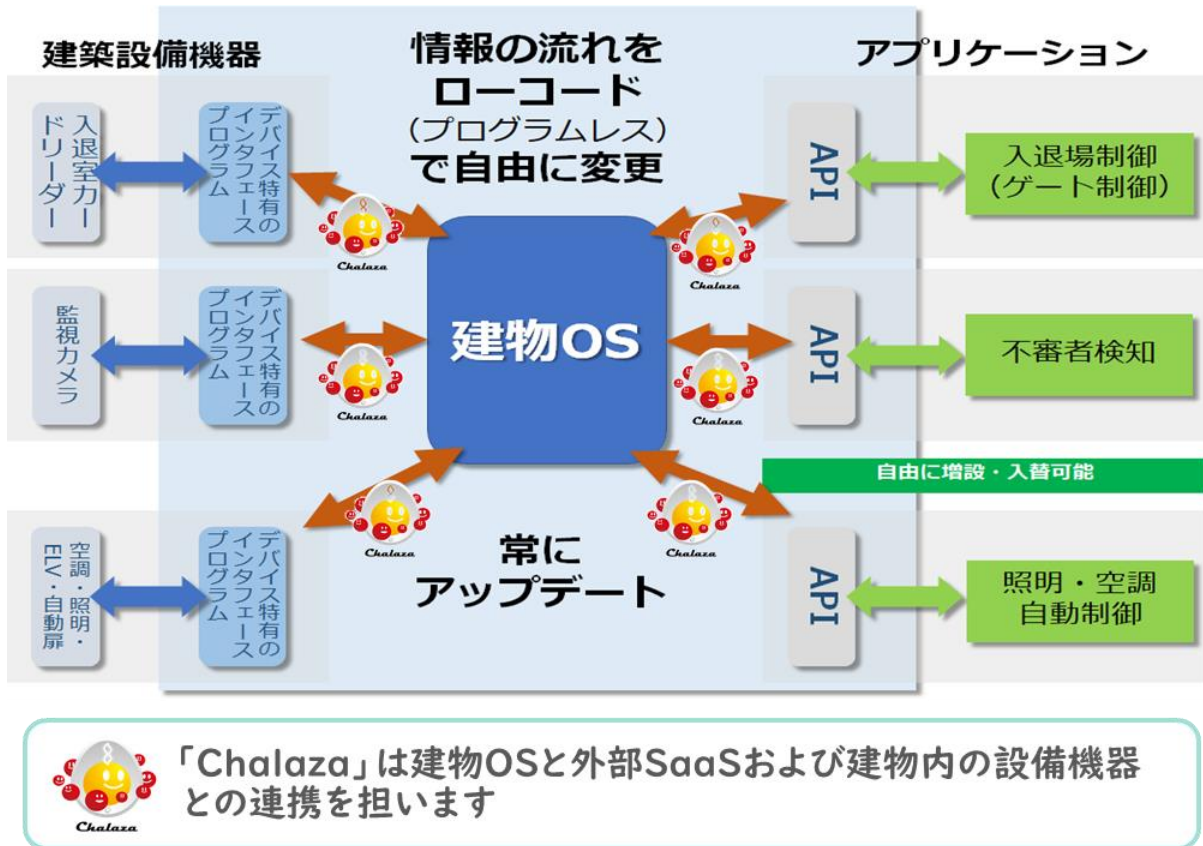 建築設備機器
情報の流れを
ローコード
（プログラムレス）
で自由に変更
アプリケーション
入退室カー
ドリーダー
デバイス特有の
インタフェース
プログラム
Chalaza
Chalaza
API
入退場制御
（ゲート制御）
監視カメラ
デバイス特有の
インタフェース
プログラム
Chalaza
建物OS
Chalaza
API
不審者検知
自由に増設・入替可能
空調・照明・
ELV・自動扉
デバイス特有の
インタフェース
プログラム
Chalaza
常に
アップデート
Chalaza
API
照明・空調
自動制御
Chalaza
「Chalaza」は建物OSと外部SaaSおよび建物内の設備機器
との連携を担います